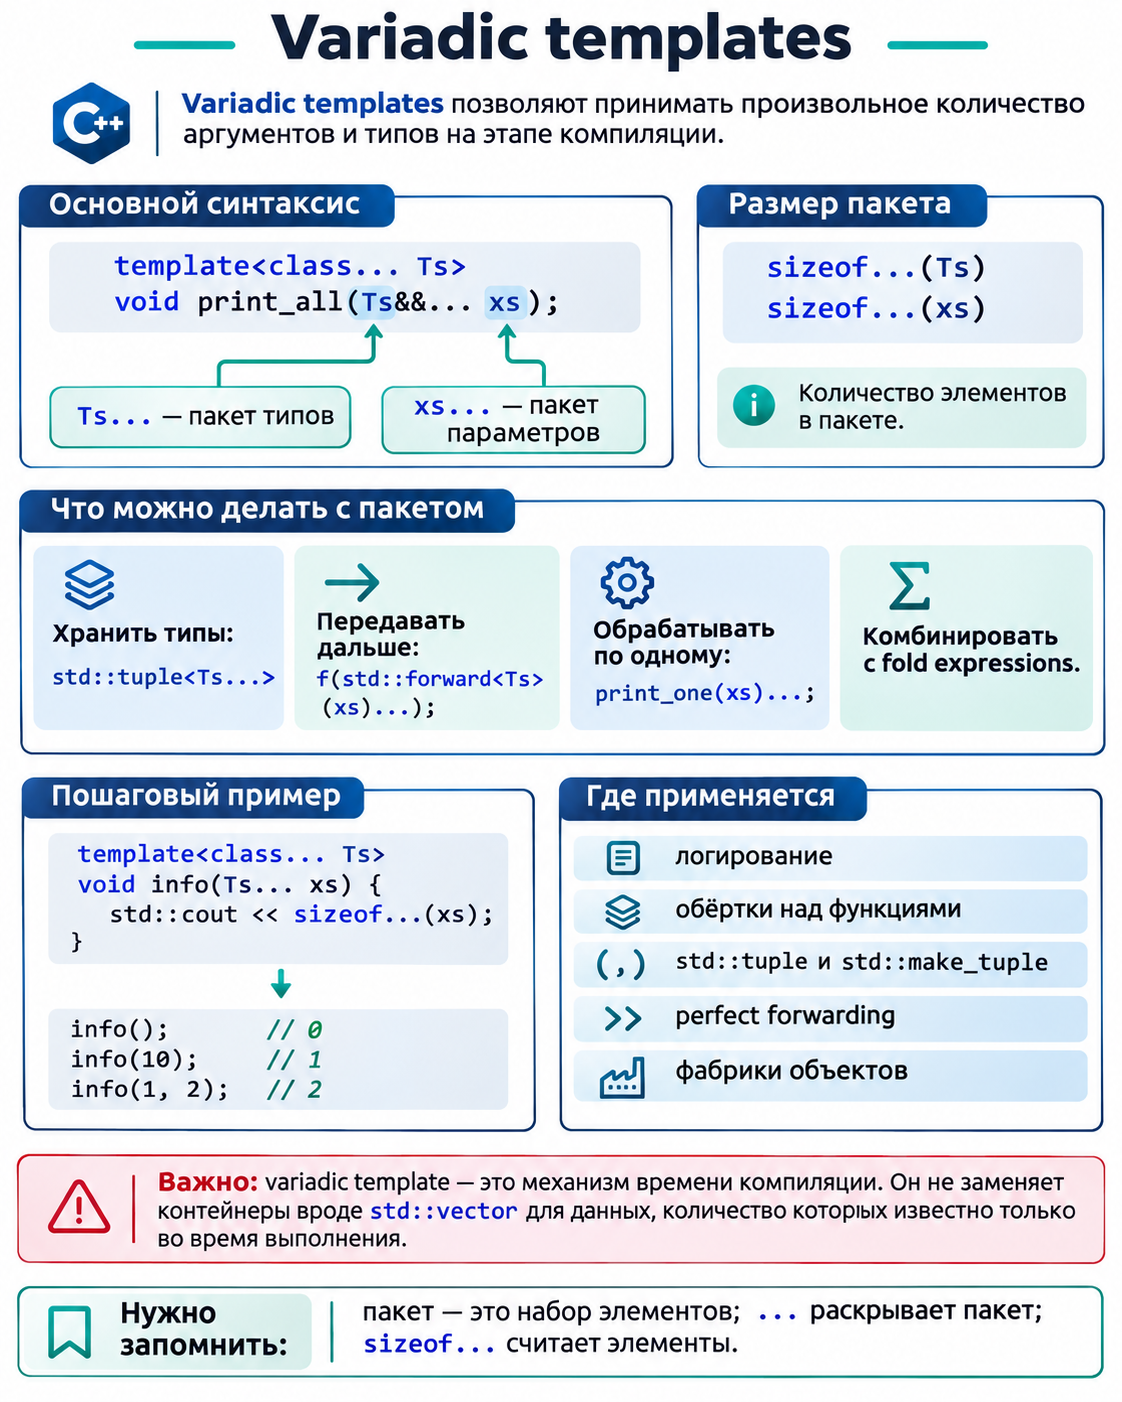 Variadic templates
C++
Variadic templates позволяют принимать произвольное количество
аргументов и типов на этапе компиляции.
Основной синтаксис
template<class... Ts>
void print_all(Ts&&... xs);
Ts... — пакет типов
xs... — пакет
параметров
Размер пакета
sizeof...(Ts)
sizeof...(xs)
i
Количество элементов
в пакете.
Что можно делать с пакетом
Хранить типы:
std::tuple<Ts...>
Передавать
дальше:
f(std::forward<Ts>
(xs)...);
Обрабатывать
по одному:
print_one(xs)...;
Σ
Комбинировать
с fold expressions.
Пошаговый пример
template<class... Ts>
void info(Ts... xs) {
std::cout << sizeof...(xs);
}
info(); // 0
info(10); // 1
info(1, 2); // 2
Где применяется
логирование
обёртки над функциями
(,) std::tuple и std::make_tuple
>> perfect forwarding
фабрики объектов
Важно: variadic template — это механизм времени компиляции. Он не заменяет
контейнеры вроде std::vector для данных, количество которых известно только
во время выполнения.
Нужно
запомнить:
пакет — это набор элементов; ... раскрывает пакет;
sizeof... считает элементы.